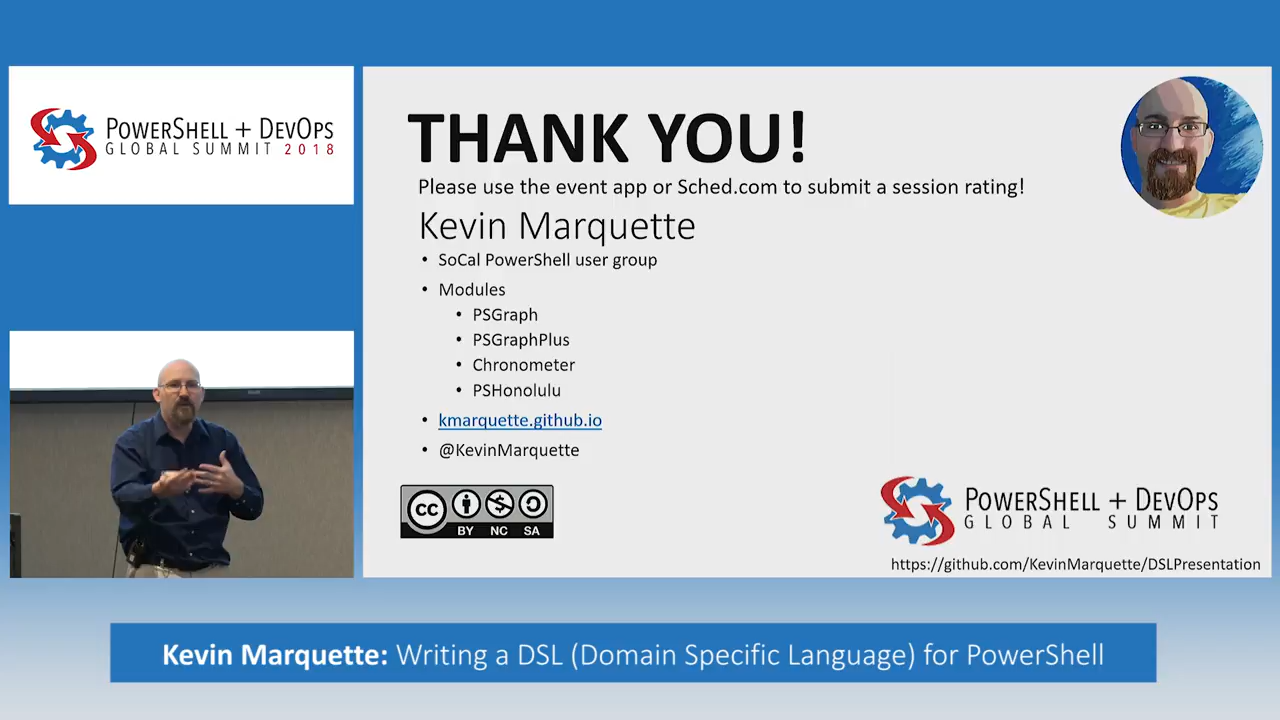 POWERSHELL + DEVOPS
GLOBAL SUMMIT 2018
THANK YOU!
Please use the event app or Sched.com to submit a session rating!
Kevin Marquette
• SoCal PowerShell user group
• Modules
• PSGraph
• PSGraphPlus
• Chronometer
• PSHonolulu
• kmarquette.github.io
• @KevinMarquette
cc
BY NC SA
POWERSHELL + DEVOPS
GLOBAL SUMMIT
https://github.com/KevinMarquette/DSLPresentation
Kevin Marquette: Writing a DSL (Domain Specific Language) for PowerShell